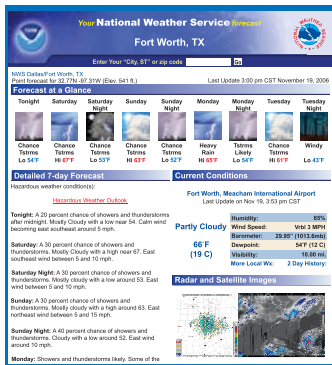 Your National Weather Service forecast
Fort Worth, TX
Enter Your "City, ST" or zip code
Go
NWS Dallas/Fort Worth, TX
Point forecast for 32.77N -97.31W (Elev. 541 ft.)
Last Update 3:00 pm CST November 19, 2006
Forecast at a Glance
Tonight Saturday Saturday Night Sunday Sunday Night Monday Monday Night Tuesday Tuesday Night
Chance Tstrms Chance Tstrms Chance Tstrms Chance Tstrms Chance Tstrms Heavy Rain Tstrms Likely Chance Tstrms Windy
Lo 54°F Hi 67°F Lo 53°F Hi 63°F Lo 52°F Hi 65°F Lo 54°F Hi 61°F Lo 43°F
Detailed 7-day Forecast
Hazardous weather condition(s):
Hazardous Weather Outlook
Tonight: A 20 percent chance of showers and thunderstorms
after midnight. Mostly Cloudy with a low near 54. Calm wind
becoming east southeast around 5 mph.
Saturday: A 30 percent chance of showers and
thunderstorms. Mostly Cloudy with a high near 67. East
southeast wind between 5 and 10 mph.
Saturday Night: A 30 percent chance of showers and
thunderstorms. Mostly cloudy with a low around 53. East
wind between 5 and 10 mph.
Sunday: A 30 percent chance of showers and
thunderstorms. Mostly cloudy with a high around 63. East
northeast wind between 5 and 15 mph.
Sunday Night: A 40 percent chance of showers and
thunderstorms. Cloudy with a low around 52. East wind
around 10 mph.
Monday: Showers and thunderstorms likely. Some of the
Current Conditions
Fort Worth, Meacham International Airport
Last Update on Nov 19, 3:53 pm CST
Partly Cloudy
66°F
(19 C)
Humidity: 65%
Wind Speed: Vrbl 3 MPH
Barometer: 29.95" (1013.6mb)
Dewpoint: 54°F (12 C)
Visibility: 10.00 mi.
More Local Wx: 2 Day History:
Radar and Satellite Images